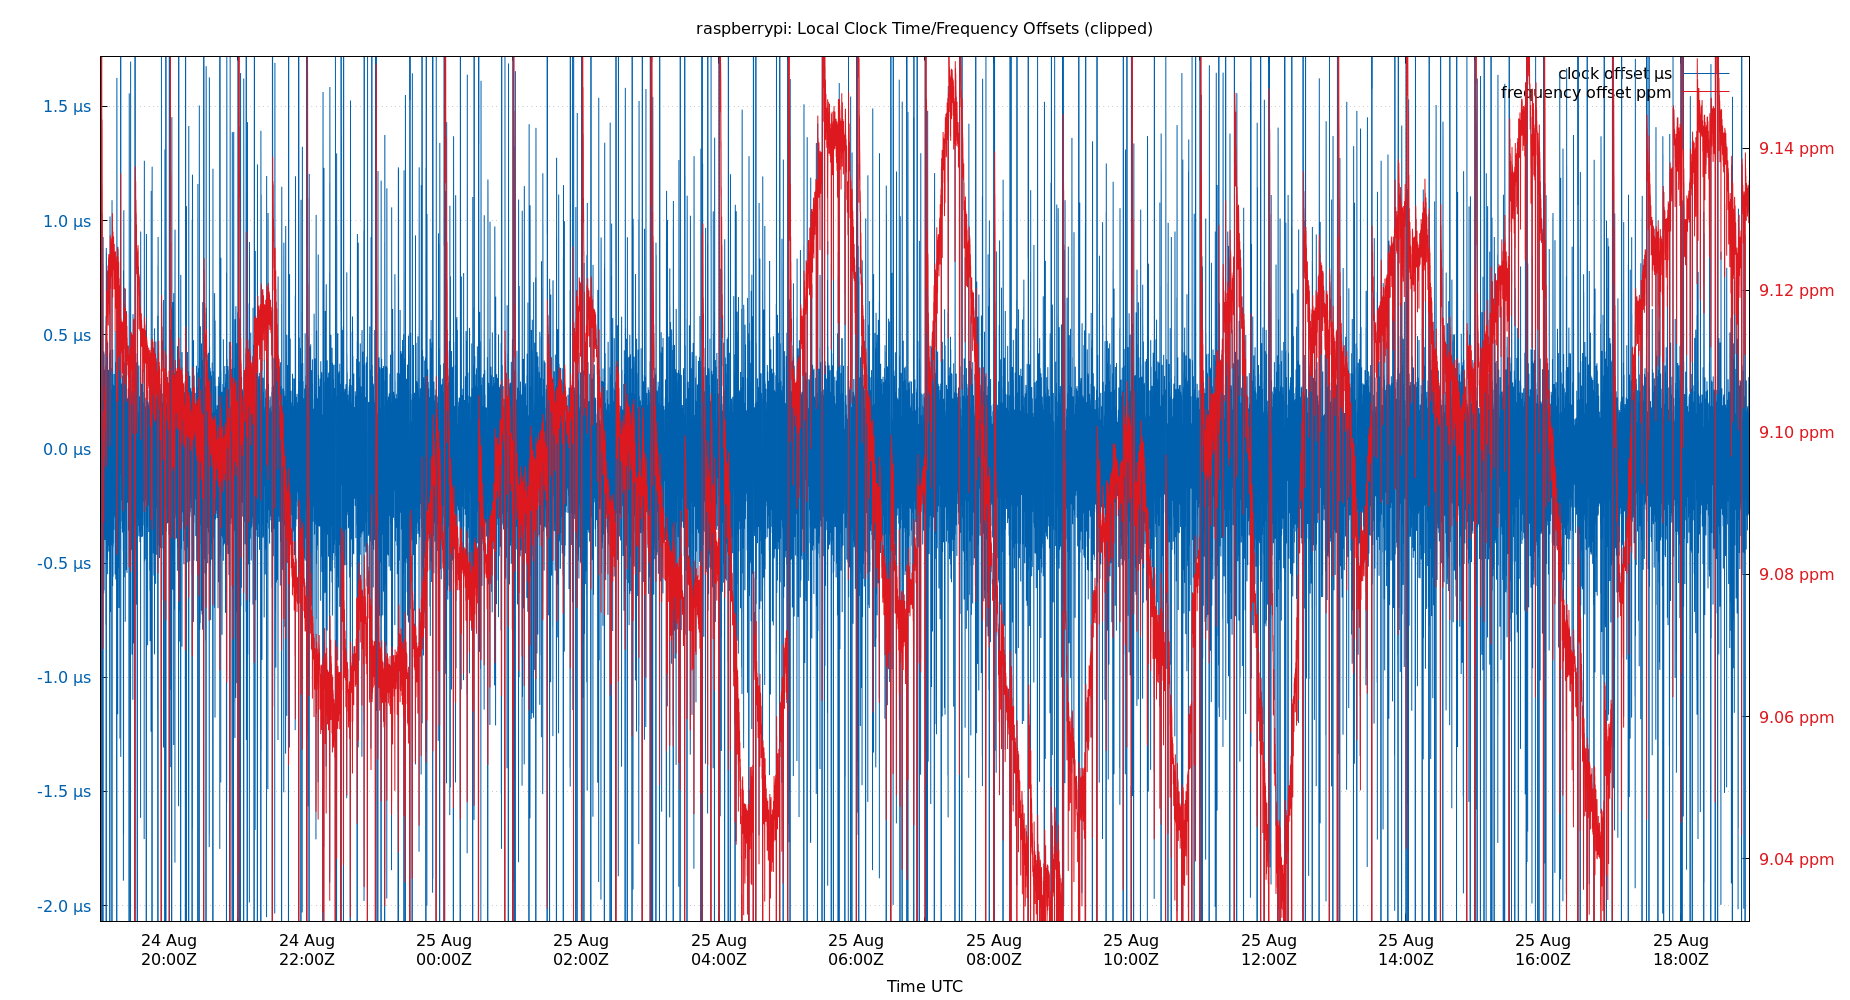 raspberrypi: Local Clock Time/Frequency Offsets (clipped)
clock offset µs
frequency offset ppm
1.5 µs
1.0 µs
0.5 µs
0.0 µs
-0.5 µs
-1.0 µs
-1.5 µs
-2.0 µs
9.14 ppm
9.12 ppm
9.10 ppm
9.08 ppm
9.06 ppm
9.04 ppm
24 Aug
20:00Z
24 Aug
22:00Z
25 Aug
00:00Z
25 Aug
02:00Z
25 Aug
04:00Z
25 Aug
06:00Z
25 Aug
08:00Z
25 Aug
10:00Z
25 Aug
12:00Z
25 Aug
14:00Z
25 Aug
16:00Z
25 Aug
18:00Z
Time UTC